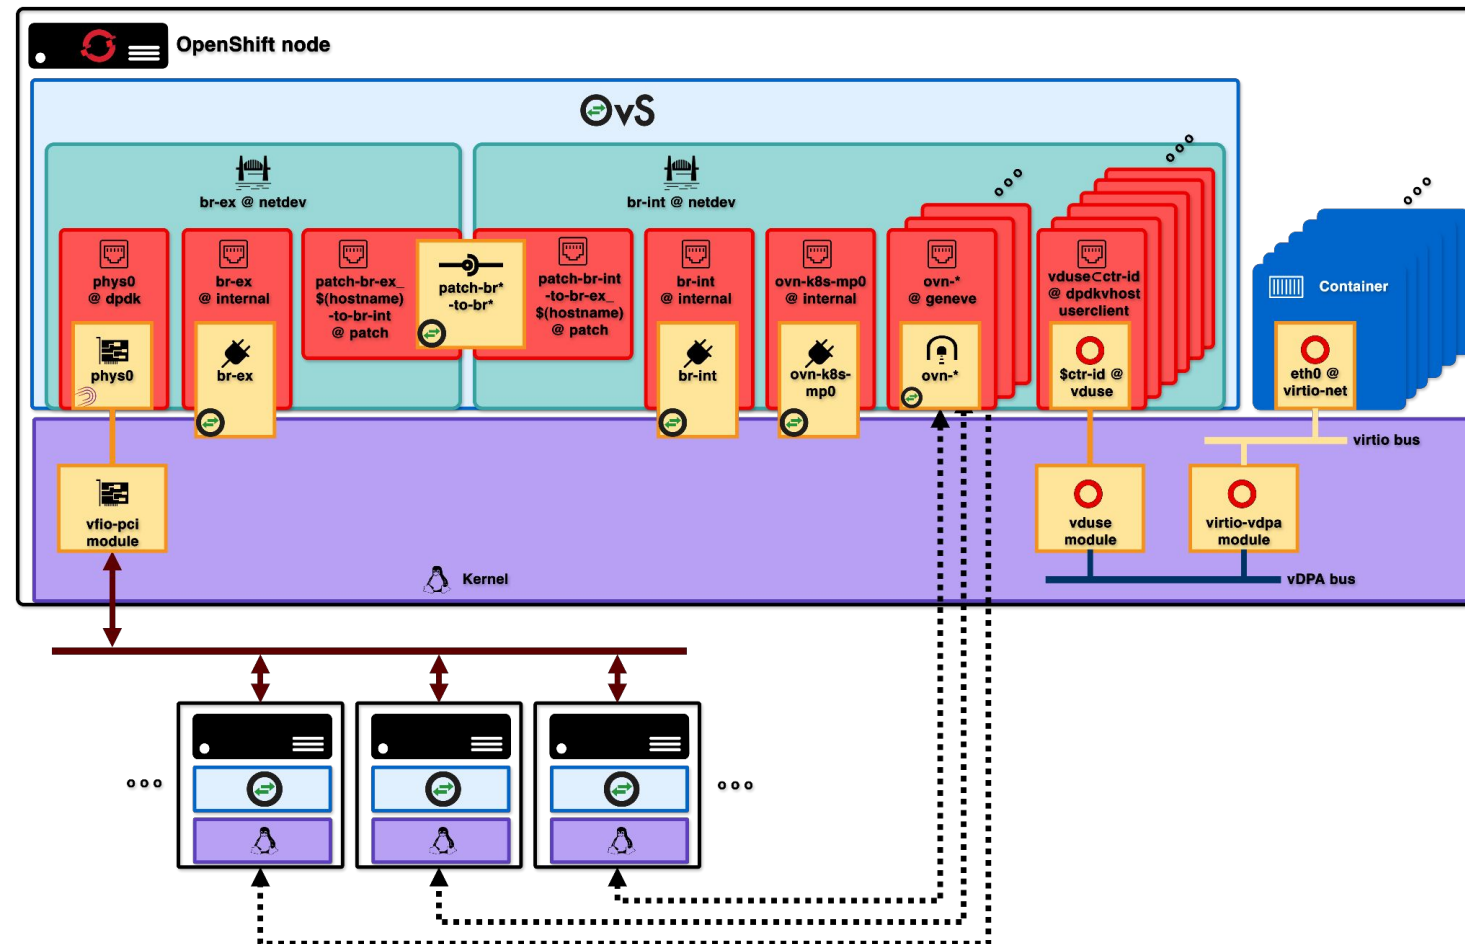 OpenShift node
OvS
br-ex @ netdev
br-int @ netdev
phys0
@ dpdk
br-ex
@ internal
patch-br-ex_
$(hostname)
-to-br-int
@ patch
patch-br*
-to-br*
patch-br-int
-to-br-ex_
$(hostname)
@ patch
br-int
@ internal
ovn-k8s-mp0
@ internal
ovn-*
@ geneve
vduse⊂ctr-id
@ dpdkvhost
userclient
Container
phys0
br-ex
br-int
ovn-k8s-
mp0
ovn-*
$ctr-id @
vduse
eth0 @
virtio-net
virtio bus
vfio-pci
module
vduse
module
virtio-vdpa
module
Kernel
vDPA bus